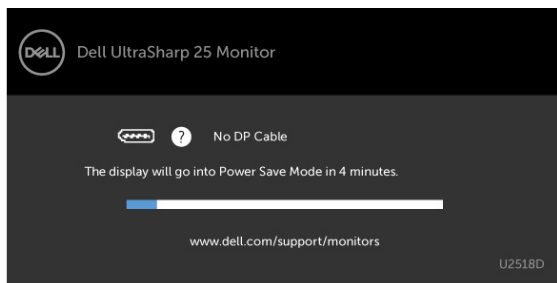 DELL
Dell UltraSharp 25 Monitor
? No DP Cable
The display will go into Power Save Mode in 4 minutes.
www.dell.com/support/monitors
U2518D